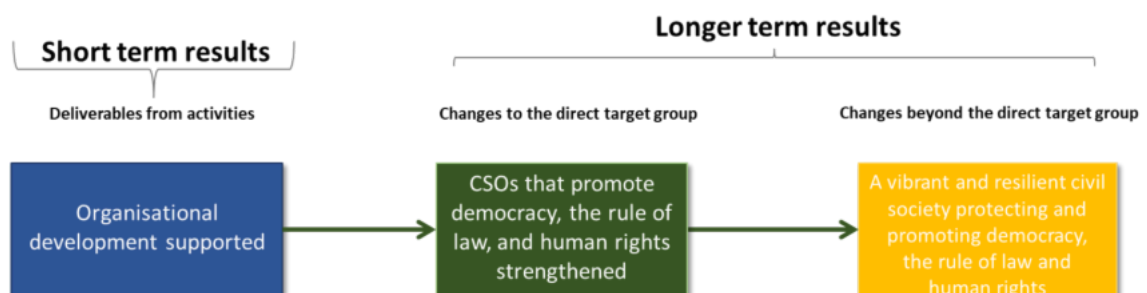 Short term results
Longer term results
Deliverables from activities
Changes to the direct target group
Changes beyond the direct target group
Organisational
development supported
CSOs that promote
democracy, the rule of
law, and human rights
strengthened
A vibrant and resilient civil
society protecting and
promoting democracy,
the rule of law and
human rights